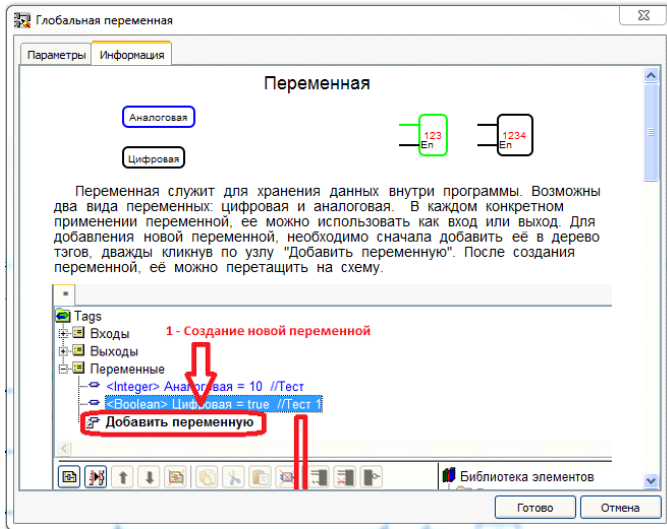 Глобальная переменная
Параметры Информация
Переменная
Аналоговая
123
En
1234
En
Цифровая
Переменная служит для хранения данных внутри программы. Возможны
два вида переменных: цифровая и аналоговая. В каждом конкретном
применении переменной, ее можно использовать как вход или выход. Для
добавления новой переменной, необходимо сначала добавить её в дерево
тэгов, дважды кликнув по узлу "Добавить переменную". После создания
переменной, её можно перетащить на схему.
Tags
Входы
1 - Создание новой переменной
Выходы
Переменные
<Integer> Аналоговая = 10 //Тест
<Boolean> Цифровая = true //Тест 1
Добавить переменную
Библиотека элементов
Готово Отмена